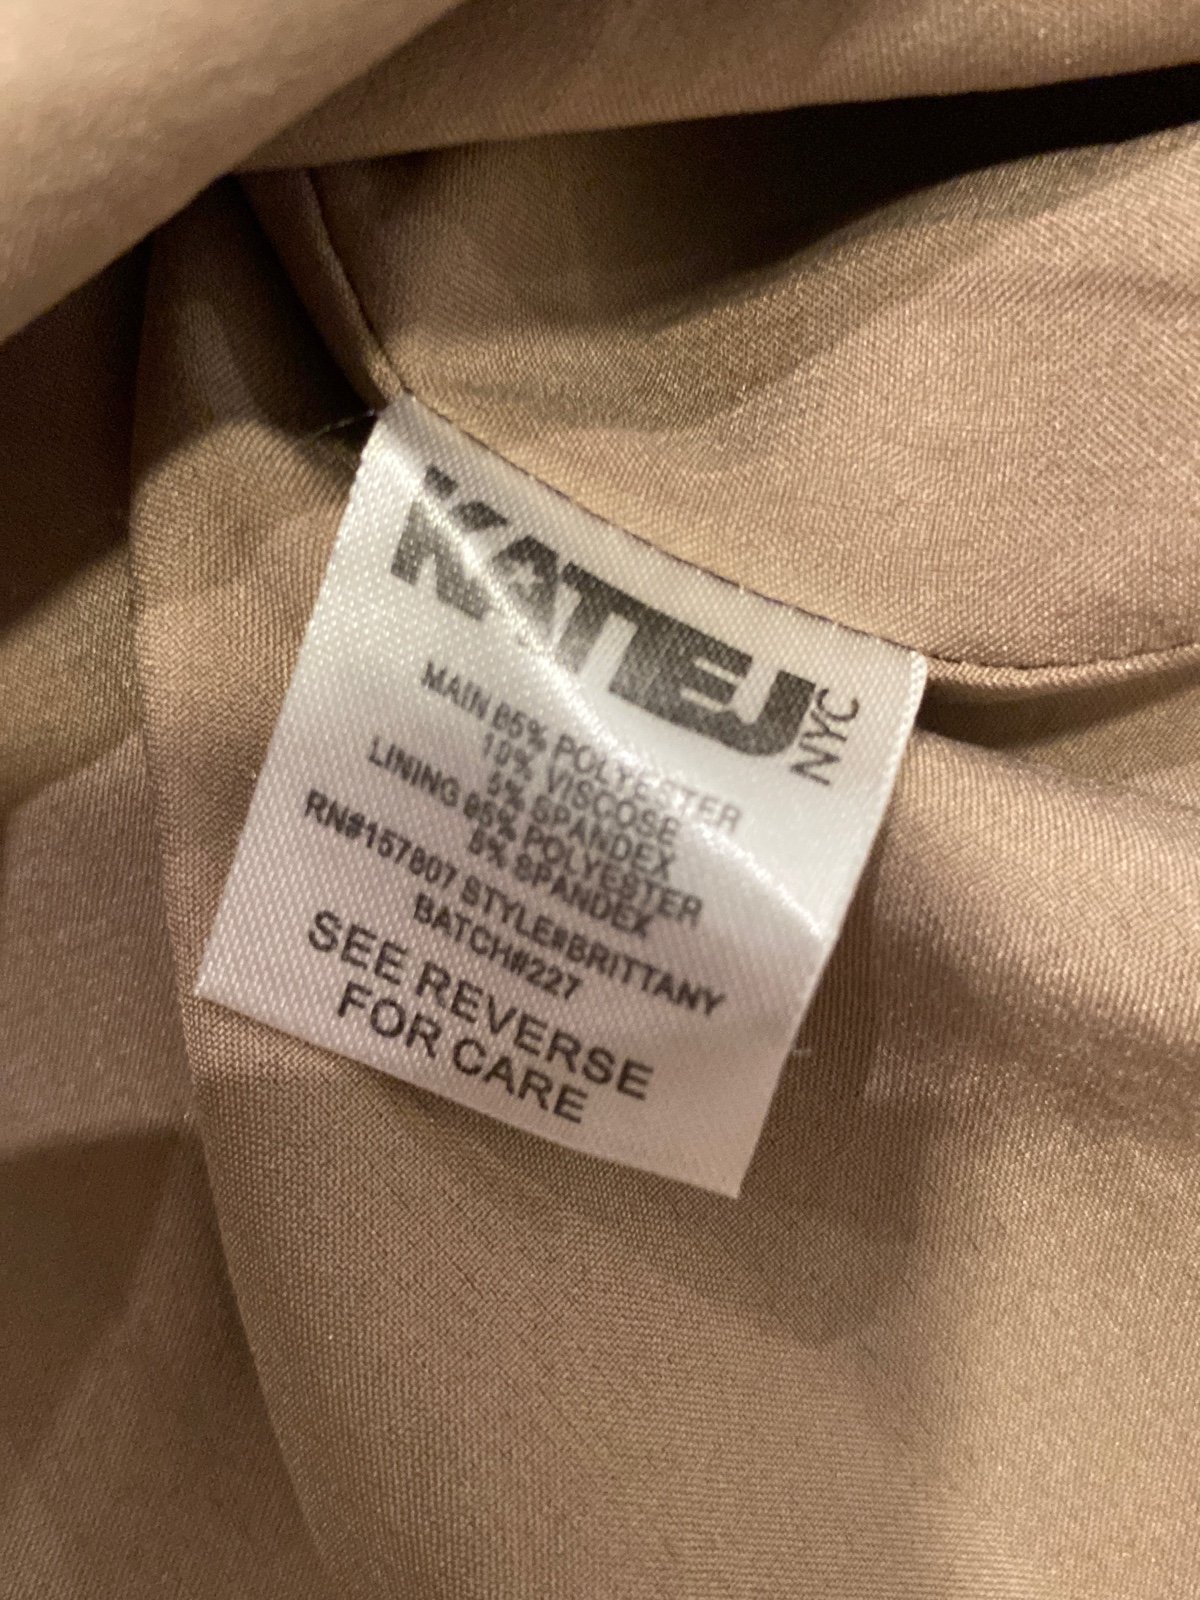 KATIEJ NYC
MAIN 85% POLYESTER
10% VISCOSE
5% SPANDEX
LINING 95% POLYESTER
5% SPANDEX
RN#157807 STYLE#BRITTANY
BATCH#227
SEE REVERSE
FOR CARE